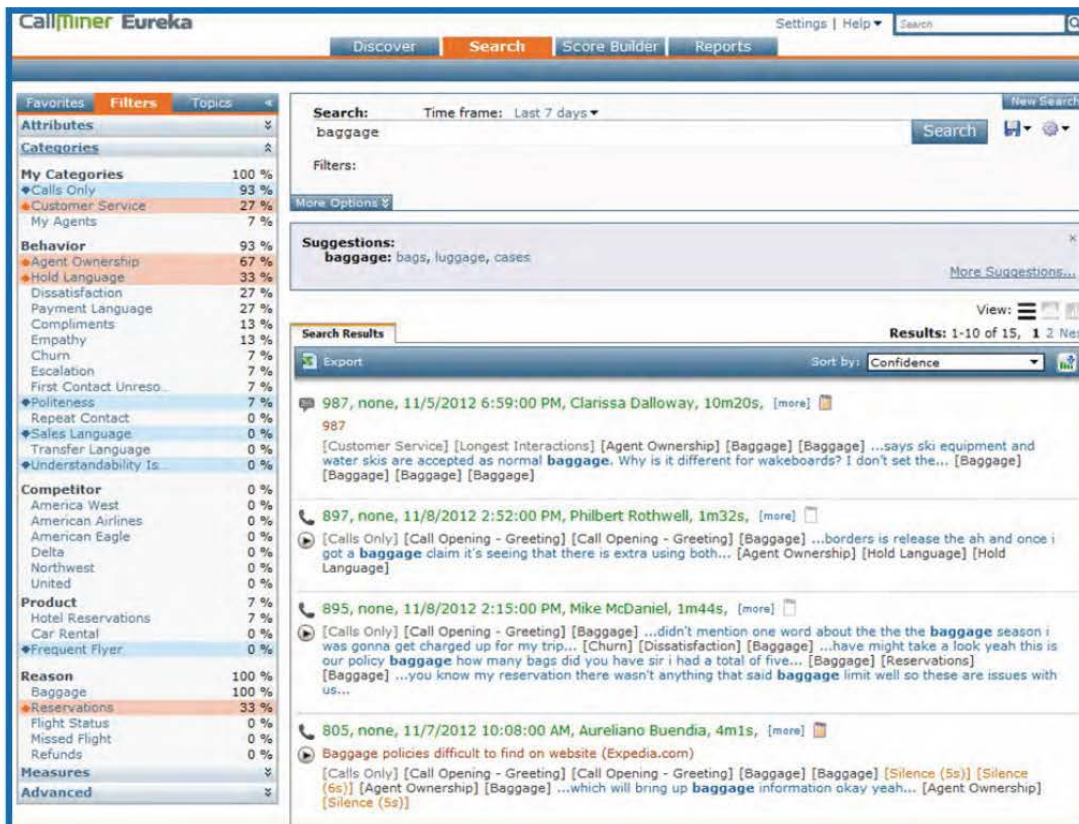 CallMiner Eureka
Settings | Help
Search
Discover
Search
Score Builder
Reports
Favorites Filters Topics «
Attributes
Categories
My Categories 100 %
Calls Only 93 %
Customer Service 27 %
My Agents 7 %
Behavior 93 %
Agent Ownership 67 %
Hold Language 33 %
Dissatisfaction 27 %
Payment Language 27 %
Compliments 13 %
Empathy 13 %
Churn 7 %
Escalation 7 %
First Contact Unreso.. 7 %
Politeness 7 %
Repeat Contact 0 %
Sales Language 0 %
Transfer Language 0 %
Understandability Is.. 0 %
Competitor 0 %
America West 0 %
American Airlines 0 %
American Eagle 0 %
Delta 0 %
Northwest 0 %
United 0 %
Product 7 %
Hotel Reservations 7 %
Car Rental 0 %
Frequent Flyer 0 %
Reason 100 %
Baggage 100 %
Reservations 33 %
Flight Status 0 %
Missed Flight 0 %
Refunds 0 %
Measures
Advanced
New Search
Search: Time frame: Last 7 days
baggage
Search
Filters:
More Options
Suggestions:
baggage: bags, luggage, cases
More Suggestions...
View:
Search Results
Results: 1-10 of 15, 1 2 Nex
Export
Sort by: Confidence
987, none, 11/5/2012 6:59:00 PM, Clarissa Dalloway, 10m20s, [more]
987
[Customer Service] [Longest Interactions] [Agent Ownership] [Baggage] [Baggage] ...says ski equipment and
water skis are accepted as normal baggage. Why is it different for wakeboards? I don't set the... [Baggage]
[Baggage] [Baggage] [Baggage]
897, none, 11/8/2012 2:52:00 PM, Philbert Rothwell, 1m32s, [more]
[Calls Only] [Call Opening - Greeting] [Call Opening - Greeting] [Baggage] ...borders is release the ah and once i
got a baggage claim it's seeing that there is extra using both... [Agent Ownership] [Hold Language] [Hold
Language]
895, none, 11/8/2012 2:15:00 PM, Mike McDaniel, 1m44s, [more]
[Calls Only] [Call Opening - Greeting] [Baggage] ...didn't mention one word about the the the baggage season i
was gonna get charged up for my trip... [Churn] [Dissatisfaction] [Baggage] ...have might take a look yeah this is
our policy baggage how many bags did you have sir i had a total of five... [Baggage] [Reservations]
[Baggage] ...you know my reservation there wasn't anything that said baggage limit well so these are issues with
us...
805, none, 11/7/2012 10:08:00 AM, Aureliano Buendia, 4m1s, [more]
Baggage policies difficult to find on website (Expedia.com)
[Calls Only] [Call Opening - Greeting] [Call Opening - Greeting] [Baggage] [Baggage] [Silence (5s)] [Silence
(6s)] [Agent Ownership] [Baggage] ...which will bring up baggage information okay yeah... [Agent Ownership]
[Silence (5s)]